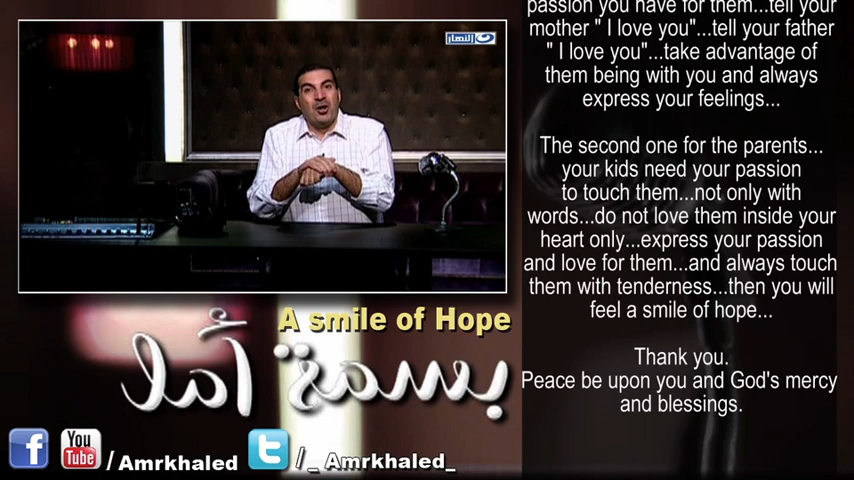 النهار
passion you have for them...tell your
mother " I love you"...tell your father
" I love you"...take advantage of
them being with you and always
express your feelings...
The second one for the parents...
your kids need your passion
to touch them...not only with
words...do not love them inside your
heart only...express your passion
and love for them...and always touch
them with tenderness...then you will
feel a smile of hope...
Thank you.
Peace be upon you and God's mercy
and blessings.
A smile of Hope
بسمة أمل
f You Tube /Amrkhaled t /_Amrkhaled_